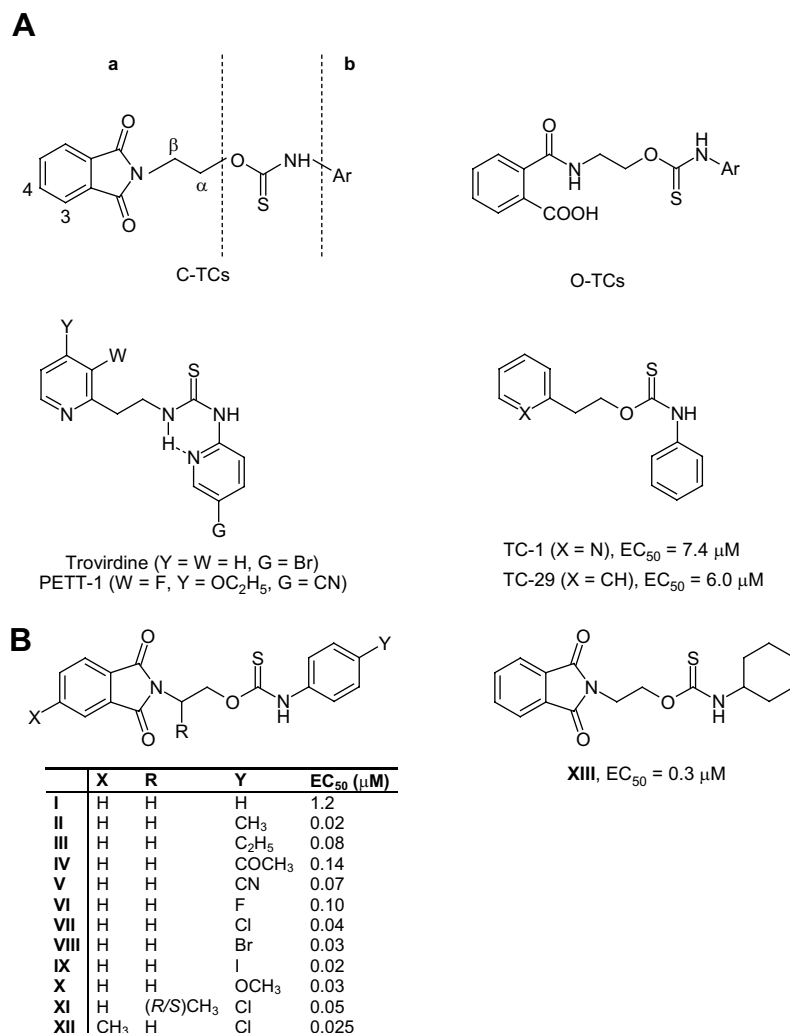 A
a
b
O
N
O
β
α
O
S
NH
Ar
4
3
C-TCs
O
N
H
COOH
O
S
H
N
Ar
O-TCs
Y
W
N
N
H
S
NH
N
G
Trovirdine (Y = W = H, G = Br)
PETT-1 (W = F, Y = OC₂H₅, G = CN)
X
O
S
NH
TC-1 (X = N), EC₅₀ = 7.4 μM
TC-29 (X = CH), EC₅₀ = 6.0 μM
B
X
O
N
O
R
O
S
N
H
Y
X R Y EC₅₀ (μM)
I H H H 1.2
II H H CH₃ 0.02
III H H C₂H₅ 0.08
IV H H COCH₃ 0.14
V H H CN 0.07
VI H H F 0.10
VII H H Cl 0.04
VIII H H Br 0.03
IX H H I 0.02
X H H OCH₃ 0.03
XI H (R/S)CH₃ Cl 0.05
XII CH₃ H Cl 0.025
O
N
O
O
S
N
H
XIII, EC₅₀ = 0.3 μM